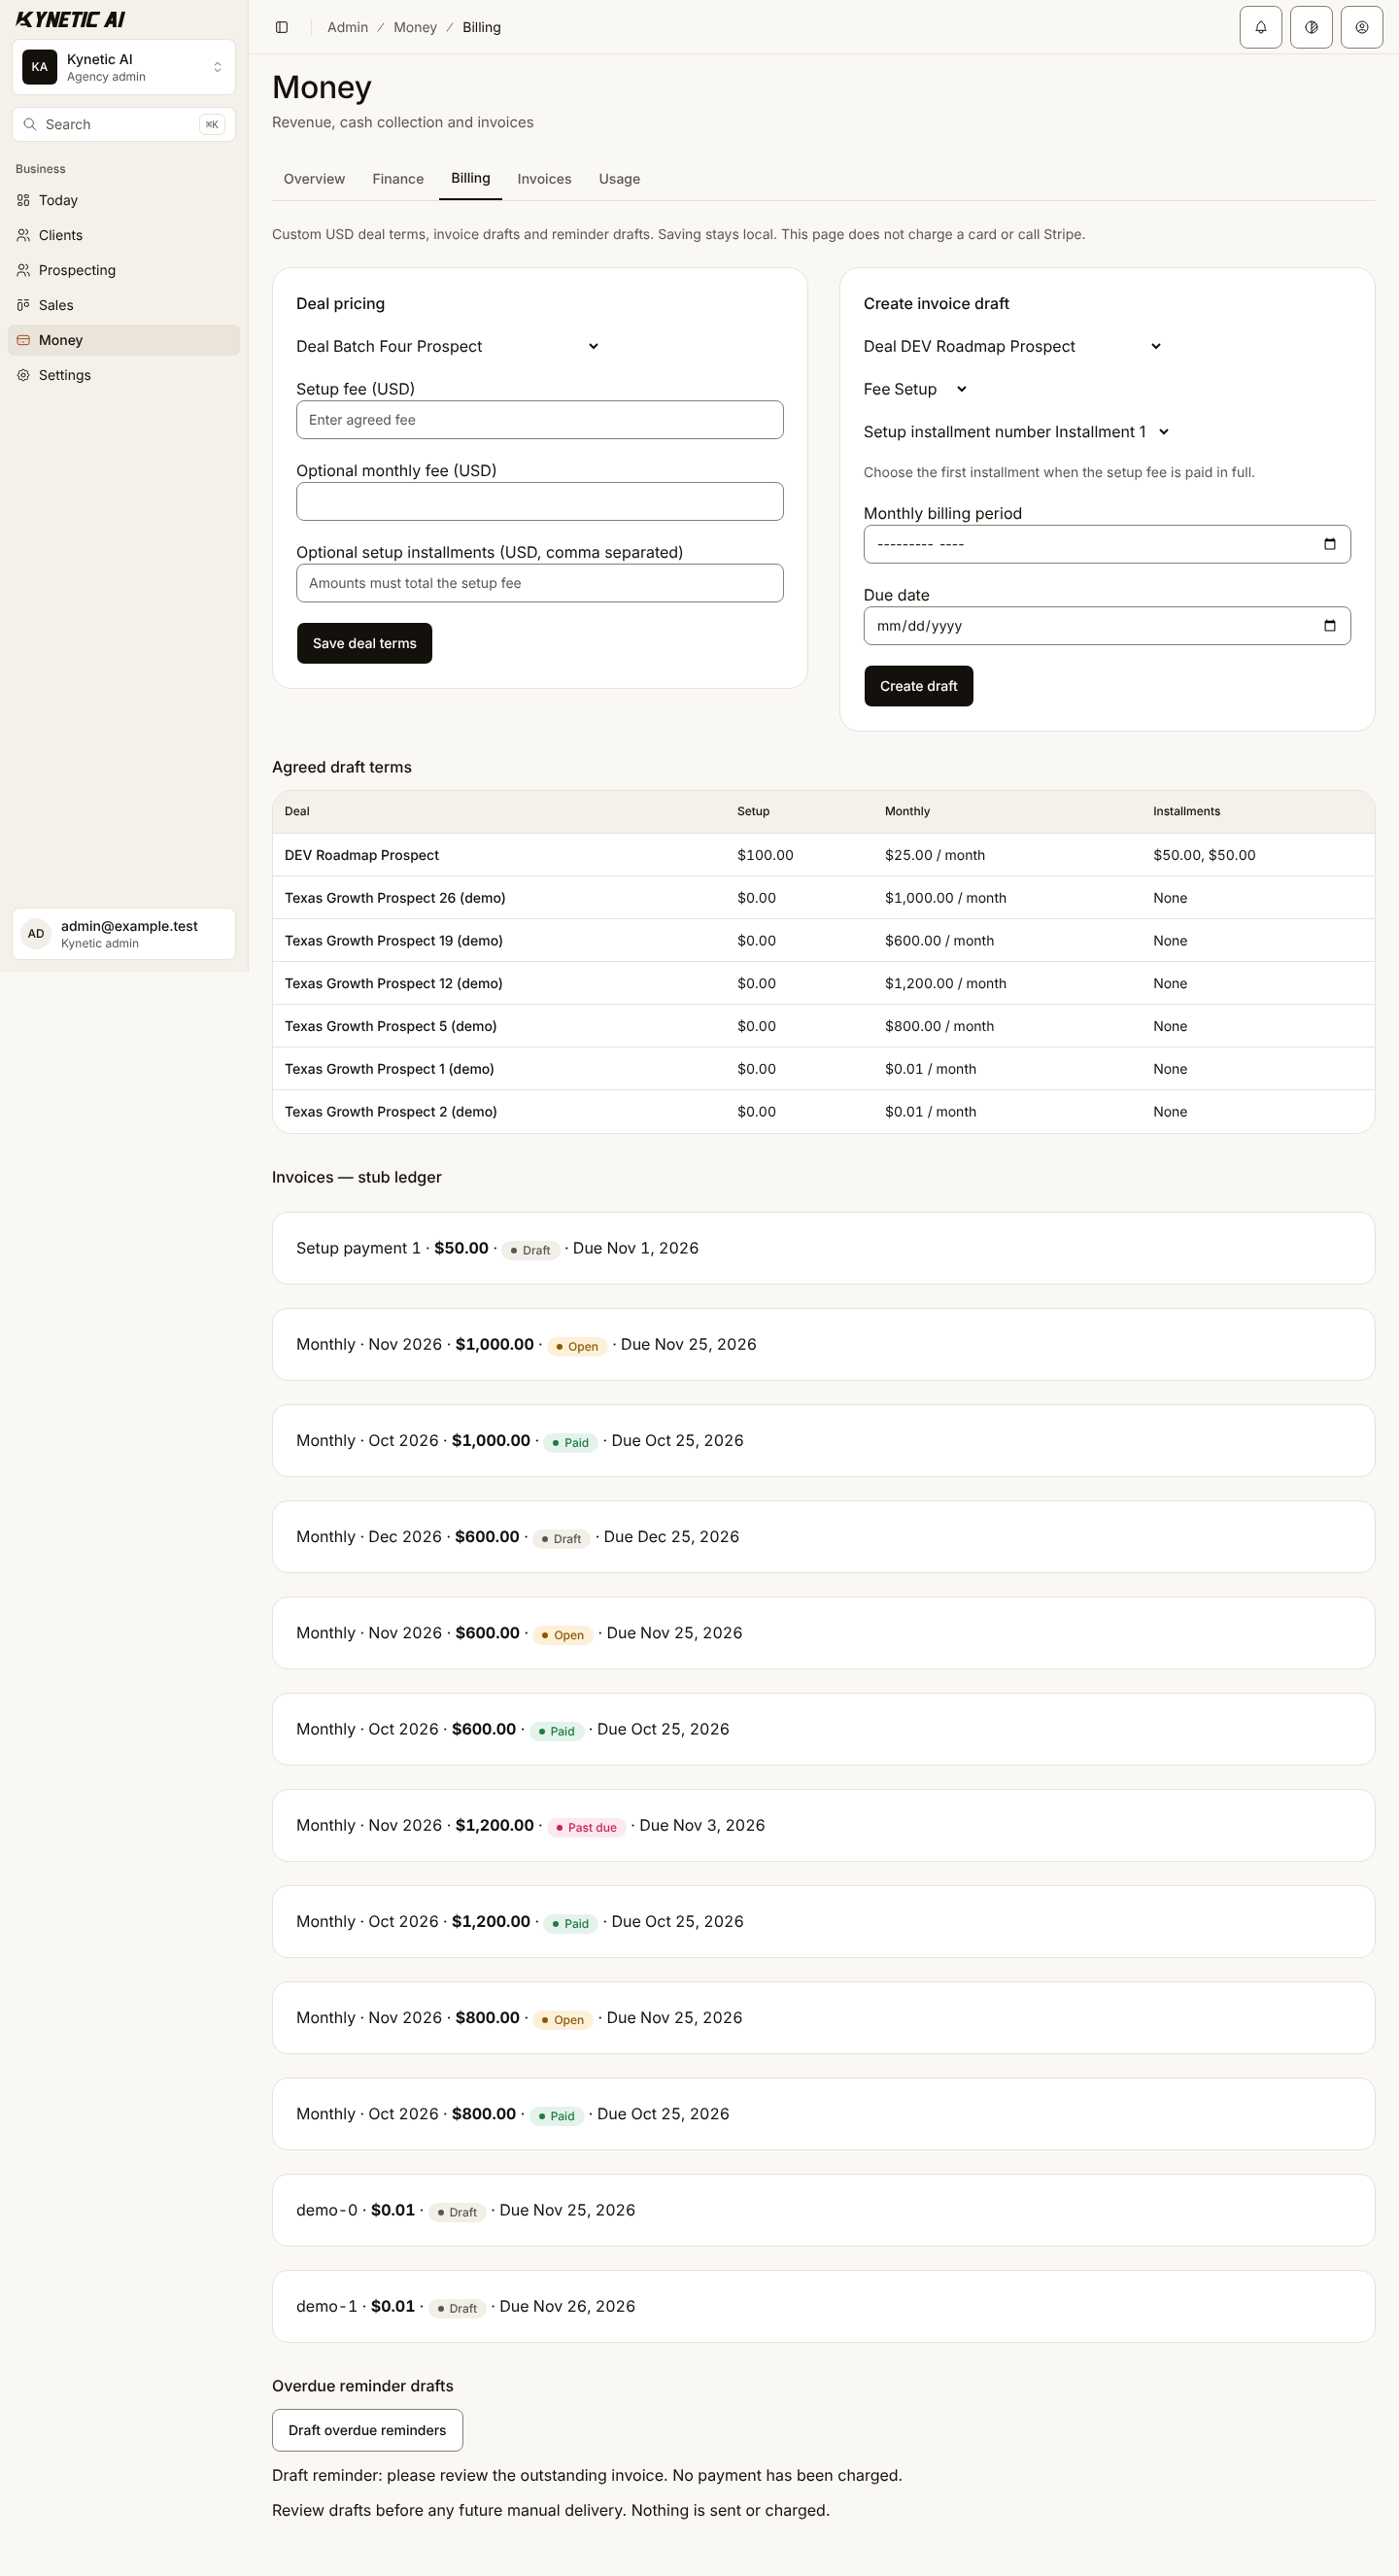 KYNETIC AI
KA
Kynetic AI
Agency admin
Search
⌘K
Business
Today
Clients
Prospecting
Sales
Money
Settings
AD
admin@example.test
Kynetic admin
Admin / Money / Billing
Money
Revenue, cash collection and invoices
Overview Finance Billing Invoices Usage
Custom USD deal terms, invoice drafts and reminder drafts. Saving stays local. This page does not charge a card or call Stripe.
Deal pricing
Deal Batch Four Prospect
Setup fee (USD)
Enter agreed fee
Optional monthly fee (USD)
Optional setup installments (USD, comma separated)
Amounts must total the setup fee
Save deal terms
Create invoice draft
Deal DEV Roadmap Prospect
Fee Setup
Setup installment number Installment 1
Choose the first installment when the setup fee is paid in full.
Monthly billing period
--------- ----
Due date
mm/dd/yyyy
Create draft
Agreed draft terms
Deal Setup Monthly Installments
DEV Roadmap Prospect $100.00 $25.00 / month $50.00, $50.00
Texas Growth Prospect 26 (demo) $0.00 $1,000.00 / month None
Texas Growth Prospect 19 (demo) $0.00 $600.00 / month None
Texas Growth Prospect 12 (demo) $0.00 $1,200.00 / month None
Texas Growth Prospect 5 (demo) $0.00 $800.00 / month None
Texas Growth Prospect 1 (demo) $0.00 $0.01 / month None
Texas Growth Prospect 2 (demo) $0.00 $0.01 / month None
Invoices — stub ledger
Setup payment 1 · $50.00 · Draft · Due Nov 1, 2026
Monthly · Nov 2026 · $1,000.00 · Open · Due Nov 25, 2026
Monthly · Oct 2026 · $1,000.00 · Paid · Due Oct 25, 2026
Monthly · Dec 2026 · $600.00 · Draft · Due Dec 25, 2026
Monthly · Nov 2026 · $600.00 · Open · Due Nov 25, 2026
Monthly · Oct 2026 · $600.00 · Paid · Due Oct 25, 2026
Monthly · Nov 2026 · $1,200.00 · Past due · Due Nov 3, 2026
Monthly · Oct 2026 · $1,200.00 · Paid · Due Oct 25, 2026
Monthly · Nov 2026 · $800.00 · Open · Due Nov 25, 2026
Monthly · Oct 2026 · $800.00 · Paid · Due Oct 25, 2026
demo-0 · $0.01 · Draft · Due Nov 25, 2026
demo-1 · $0.01 · Draft · Due Nov 26, 2026
Overdue reminder drafts
Draft overdue reminders
Draft reminder: please review the outstanding invoice. No payment has been charged.
Review drafts before any future manual delivery. Nothing is sent or charged.